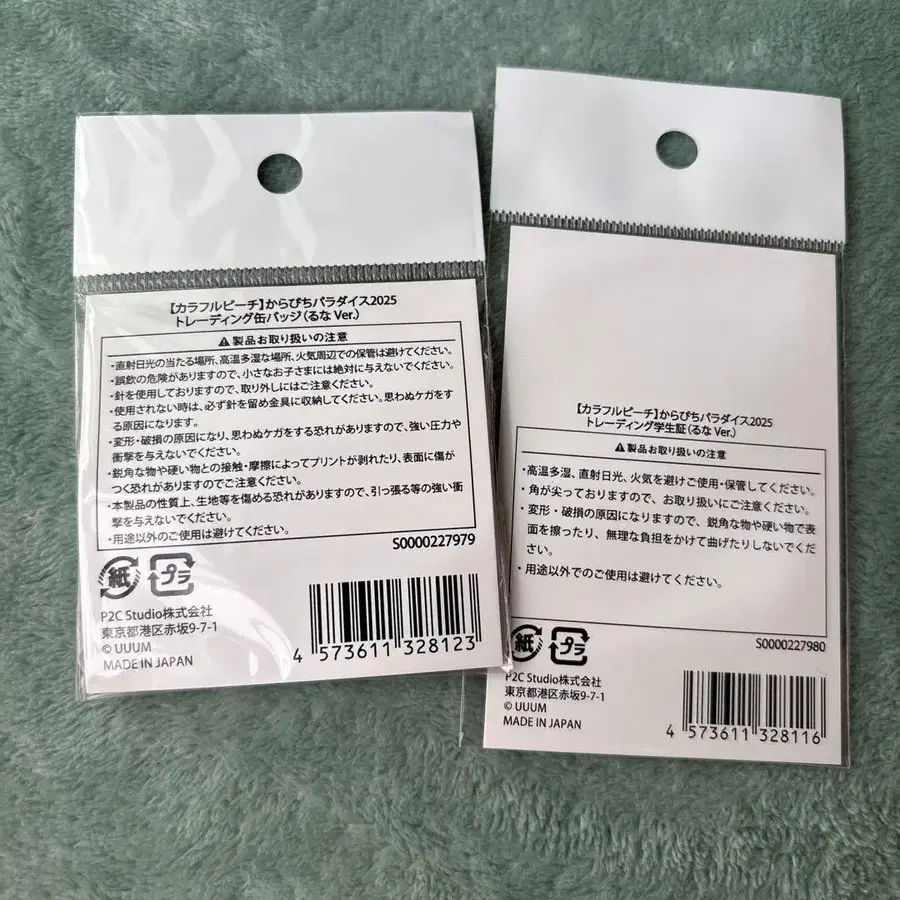 【カラフルピーチ】からぴちパラダイス2025
トレーディング缶バッジ（るな Ver.）
⚠製品お取り扱いの注意
・直射日光の当たる場所、高温多湿な場所、火気周辺での保管は避けてください。
・誤飲の危険がありますので、小さなお子さまには絶対に与えないでください。
・針を使用しておりますので、取り外しにはご注意ください。
・使用されない時は、必ず針を留め金具に収納してください。思わぬケガをす
る原因になります。
・変形・破損の原因になり、思わぬケガをする恐れがありますので、強い圧力や
衝撃を与えないでください。
・鋭角な物や硬い物との接触・摩擦によってプリントが剥れたり、表面に傷が
つく恐れがありますのでご注意ください。
・本製品の性質上、生地等を傷める恐れがありますので、引っ張る等の強い衝
撃を与えないでください。
・用途以外のご使用は避けてください。
S0000227979
紙
プラ
P2C Studio株式会社
東京都港区赤坂9-7-1
© UUUM
MADE IN JAPAN
4 573611 328123
【カラフルピーチ】からぴちパラダイス2025
トレーディング学生証（るな Ver.）
⚠製品お取り扱いの注意
・高温多湿、直射日光、火気を避けご使用・保管してください。
・角が尖っておりますので、お取り扱いにご注意ください。
・変形・破損の原因になりますので、鋭角な物や硬い物で表
面を擦ったり、無理な負担をかけて曲げたりしないでくだ
さい。
・用途以外でのご使用は避けてください。
S0000227980
紙
プラ
P2C Studio株式会社
東京都港区赤坂9-7-1
© UUUM
MADE IN JAPAN
4 573611 328116